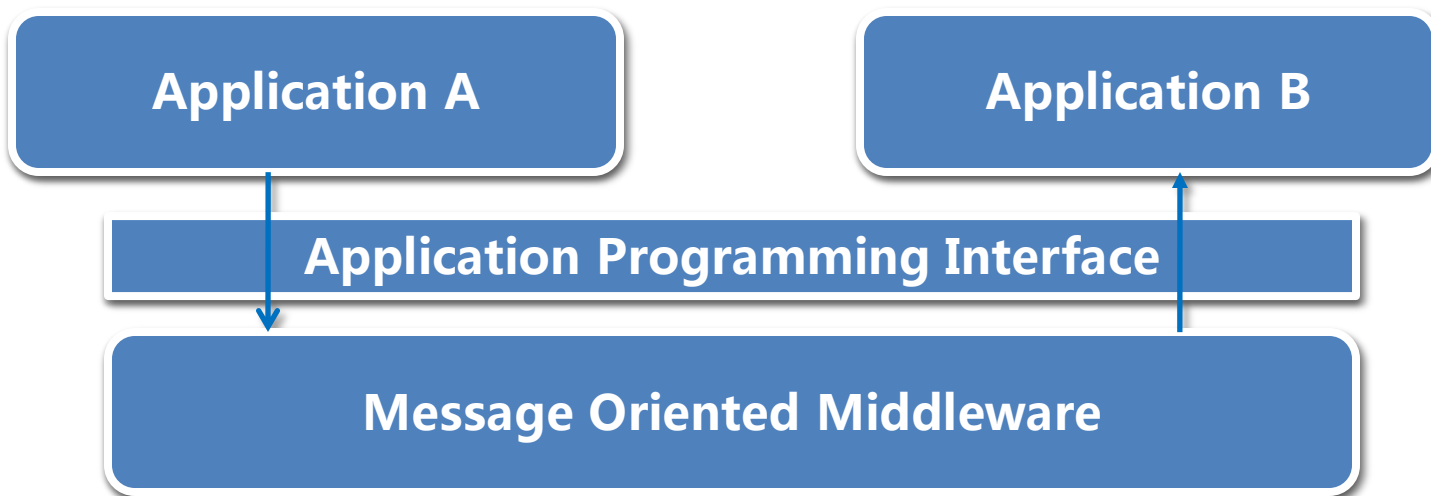 Application A
Application B
Application Programming Interface
Message Oriented Middleware